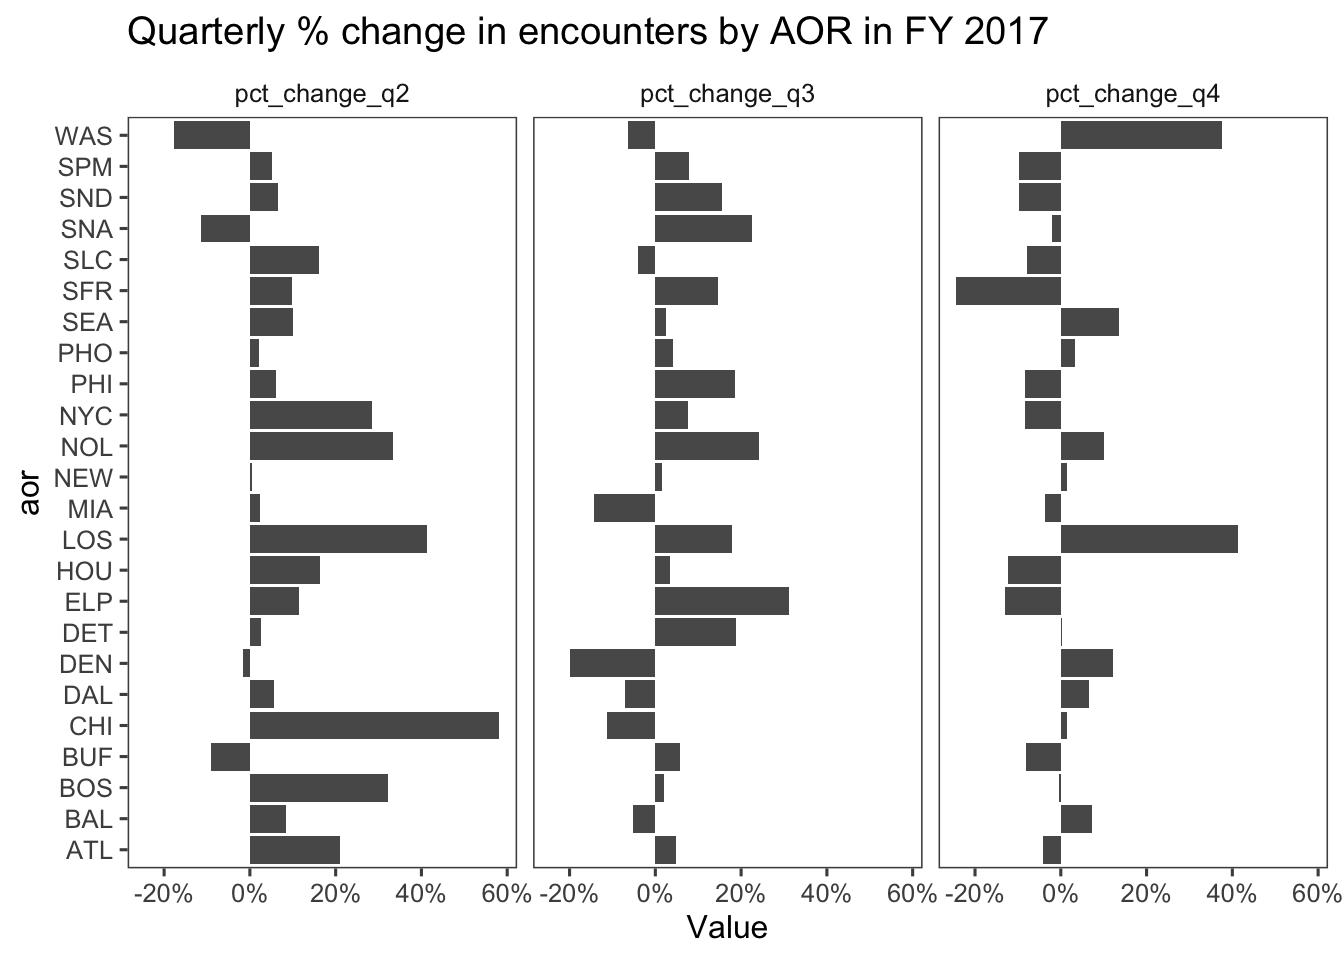 Quarterly % change in encounters by AOR in FY 2017
pct_change_q2 pct_change_q3 pct_change_q4
WAS
SPM
SND
SNA
SLC
SFR
SEA
PHO
PHI
NYC
NOL
NEW
MIA
LOS
HOU
ELP
DET
DEN
DAL
CHI
BUF
BOS
BAL
ATL
aor
-20% 0% 20% 40% 60% -20% 0% 20% 40% 60% -20% 0% 20% 40% 60%
Value